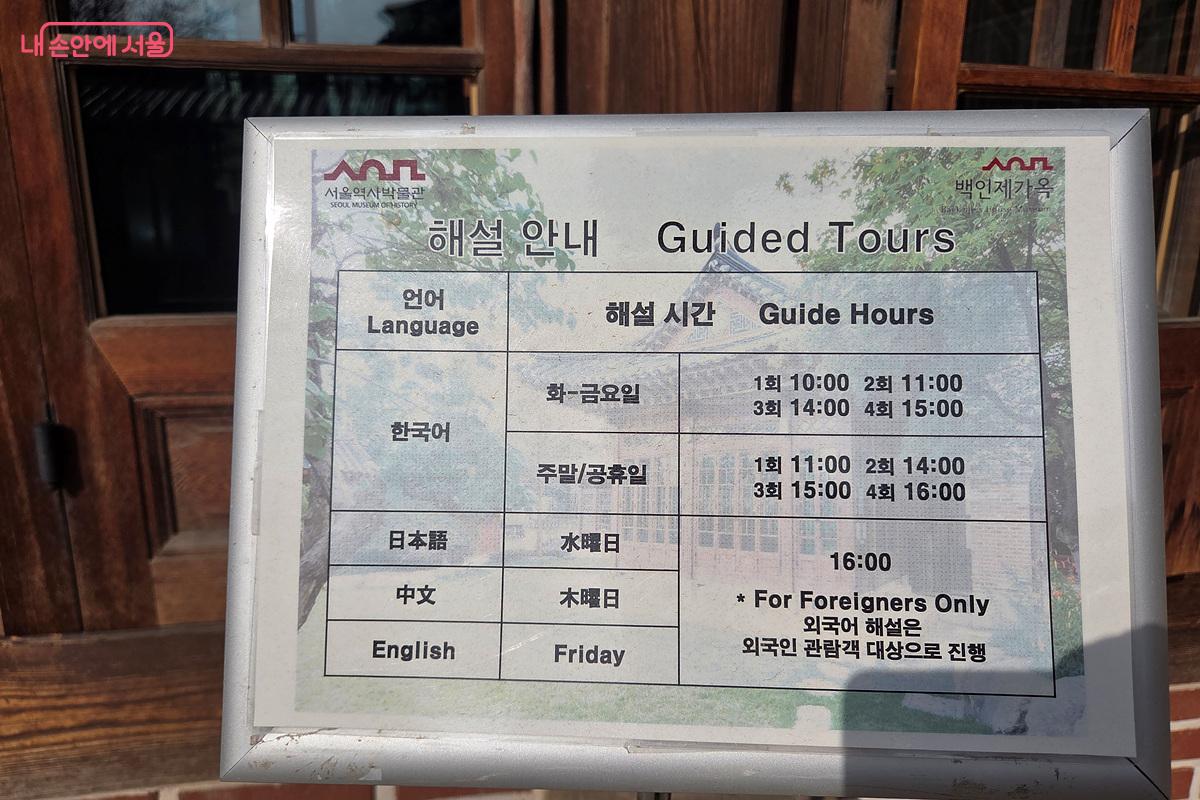 내 손안에 서울
서울역사박물관
SEOUL MUSEUM OF HISTORY
백인제가옥
해설 안내 Guided Tours
언어
Language
해설 시간 Guide Hours
한국어
화-금요일
1회 10:00 2회 11:00
3회 14:00 4회 15:00
주말/공휴일
1회 11:00 2회 14:00
3회 15:00 4회 16:00
日本語
水曜日
中文
木曜日
English
Friday
16:00
* For Foreigners Only
외국어 해설은
외국인 관람객 대상으로 진행